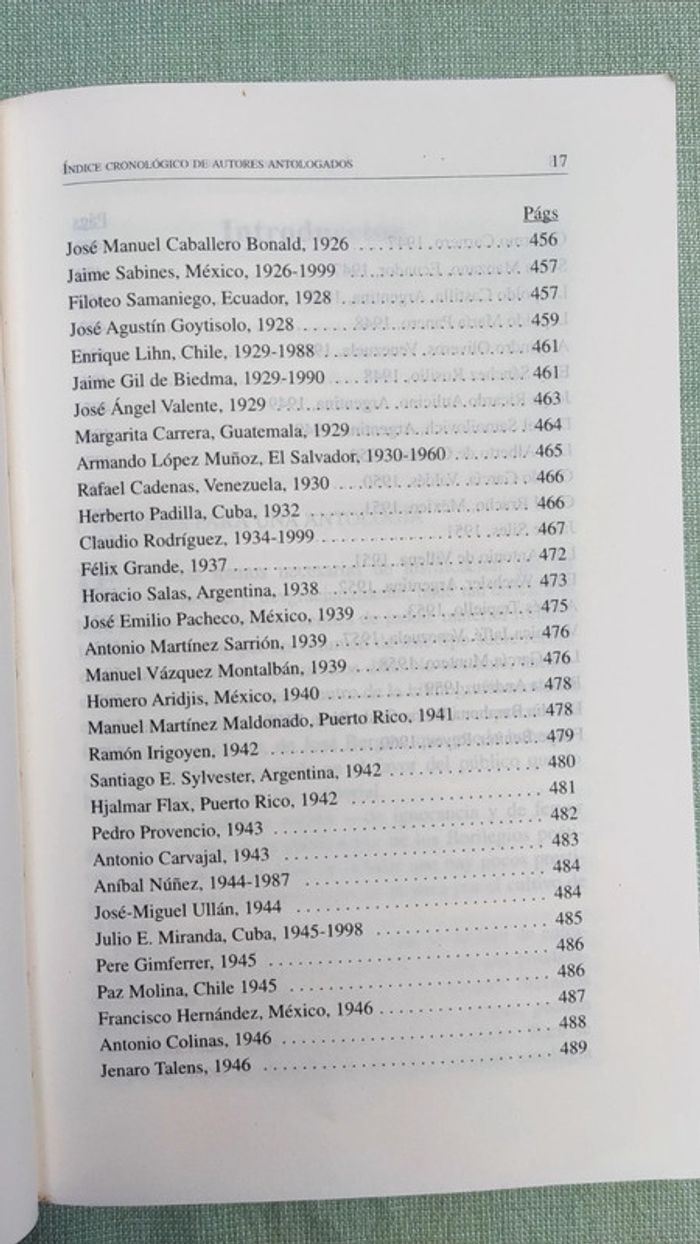 ÍNDICE CRONOLÓGICO DE AUTORES ANTOLOGADOS 17
Págs
José Manuel Caballero Bonald, 1926 . . . . . . . . . . . . . . . . . . . 456
Jaime Sabines, México, 1926-1999 . . . . . . . . . . . . . . . . . . . 457
Filoteo Samaniego, Ecuador, 1928 . . . . . . . . . . . . . . . . . . . 457
José Agustín Goytisolo, 1928 . . . . . . . . . . . . . . . . . . . 459
Enrique Lihn, Chile, 1929-1988 . . . . . . . . . . . . . . . . . . . 461
Jaime Gil de Biedma, 1929-1990 . . . . . . . . . . . . . . . . . . . 461
José Ángel Valente, 1929 . . . . . . . . . . . . . . . . . . . 463
Margarita Carrera, Guatemala, 1929 . . . . . . . . . . . . . . . . . . . 464
Armando López Muñoz, El Salvador, 1930-1960 . . . . . . . . . . 465
Rafael Cadenas, Venezuela, 1930 . . . . . . . . . . . . . . . . . . . 466
Herberto Padilla, Cuba, 1932 . . . . . . . . . . . . . . . . . . . 466
Claudio Rodríguez, 1934-1999 . . . . . . . . . . . . . . . . . . . 467
Félix Grande, 1937 . . . . . . . . . . . . . . . . . . . 472
Horacio Salas, Argentina, 1938 . . . . . . . . . . . . . . . . . . . 473
José Emilio Pacheco, México, 1939 . . . . . . . . . . . . . . . . . . . 475
Antonio Martínez Sarrión, 1939 . . . . . . . . . . . . . . . . . . . 476
Manuel Vázquez Montalbán, 1939 . . . . . . . . . . . . . . . . . . . 476
Homero Aridjis, México, 1940 . . . . . . . . . . . . . . . . . . . 478
Manuel Martínez Maldonado, Puerto Rico, 1941 . . . . . . . . . . 478
Ramón Irigoyen, 1942 . . . . . . . . . . . . . . . . . . . 479
Santiago E. Sylvester, Argentina, 1942 . . . . . . . . . . . . . . . . . 480
Hjalmar Flax, Puerto Rico, 1942 . . . . . . . . . . . . . . . . . . . 481
Pedro Provencio, 1943 . . . . . . . . . . . . . . . . . . . 482
Antonio Carvajal, 1943 . . . . . . . . . . . . . . . . . . . 483
Aníbal Núñez, 1944-1987 . . . . . . . . . . . . . . . . . . . 484
José-Miguel Ullán, 1944 . . . . . . . . . . . . . . . . . . . 484
Julio E. Miranda, Cuba, 1945-1998 . . . . . . . . . . . . . . . . . . . 485
Pere Gimferrer, 1945 . . . . . . . . . . . . . . . . . . . 486
Paz Molina, Chile 1945 . . . . . . . . . . . . . . . . . . . 486
Francisco Hernández, México, 1946 . . . . . . . . . . . . . . . . . . . 487
Antonio Colinas, 1946 . . . . . . . . . . . . . . . . . . . 488
Jenaro Talens, 1946 . . . . . . . . . . . . . . . . . . . 489